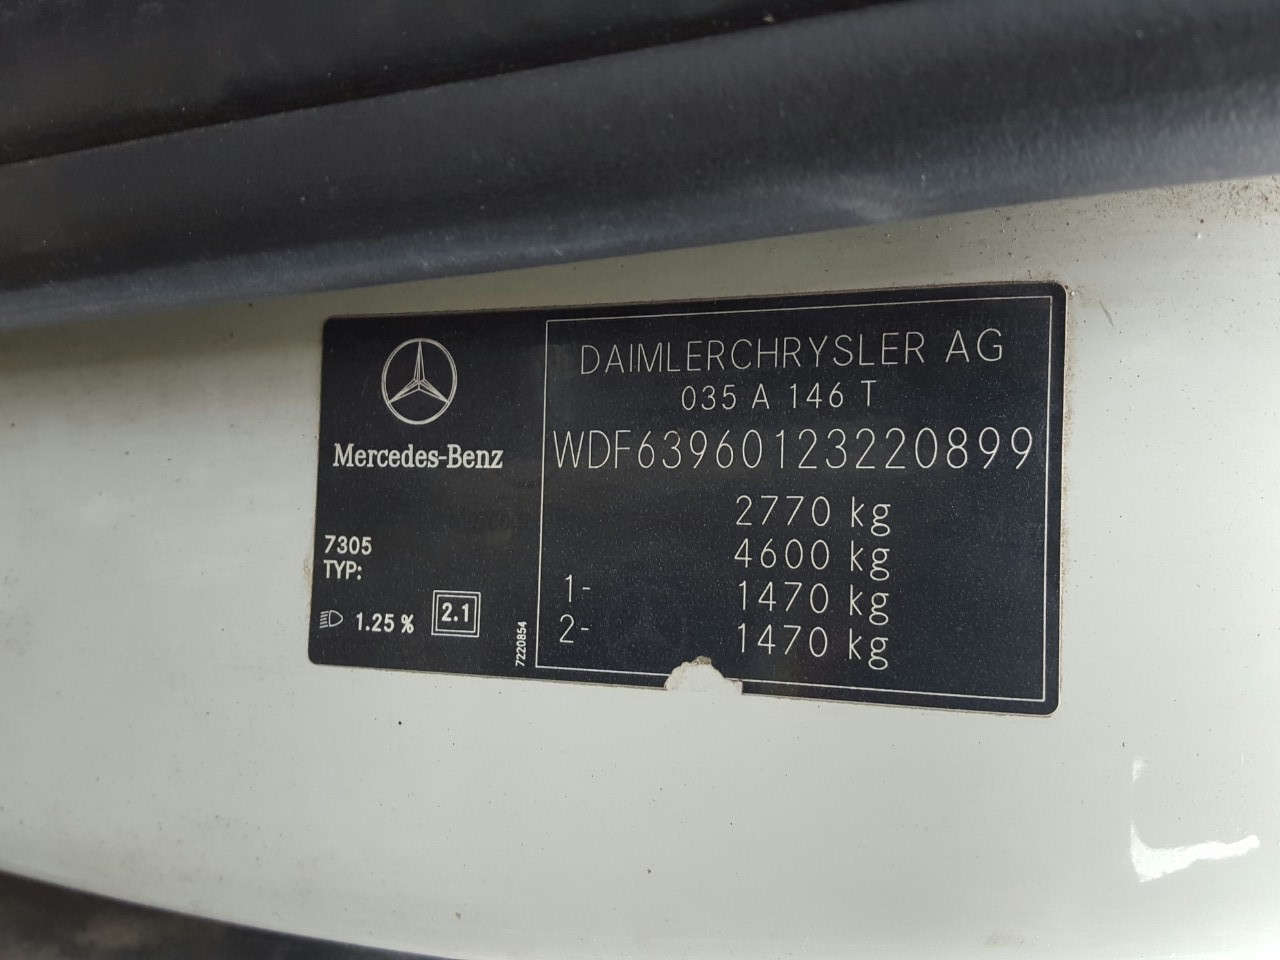 Mercedes-Benz
7305
TYP:
1.25 %
2.1
7220854
DAIMLERCHRYSLER AG
035 A 146 T
WDF63960123220899
2770 kg
4600 kg
1- 1470 kg
2- 1470 kg